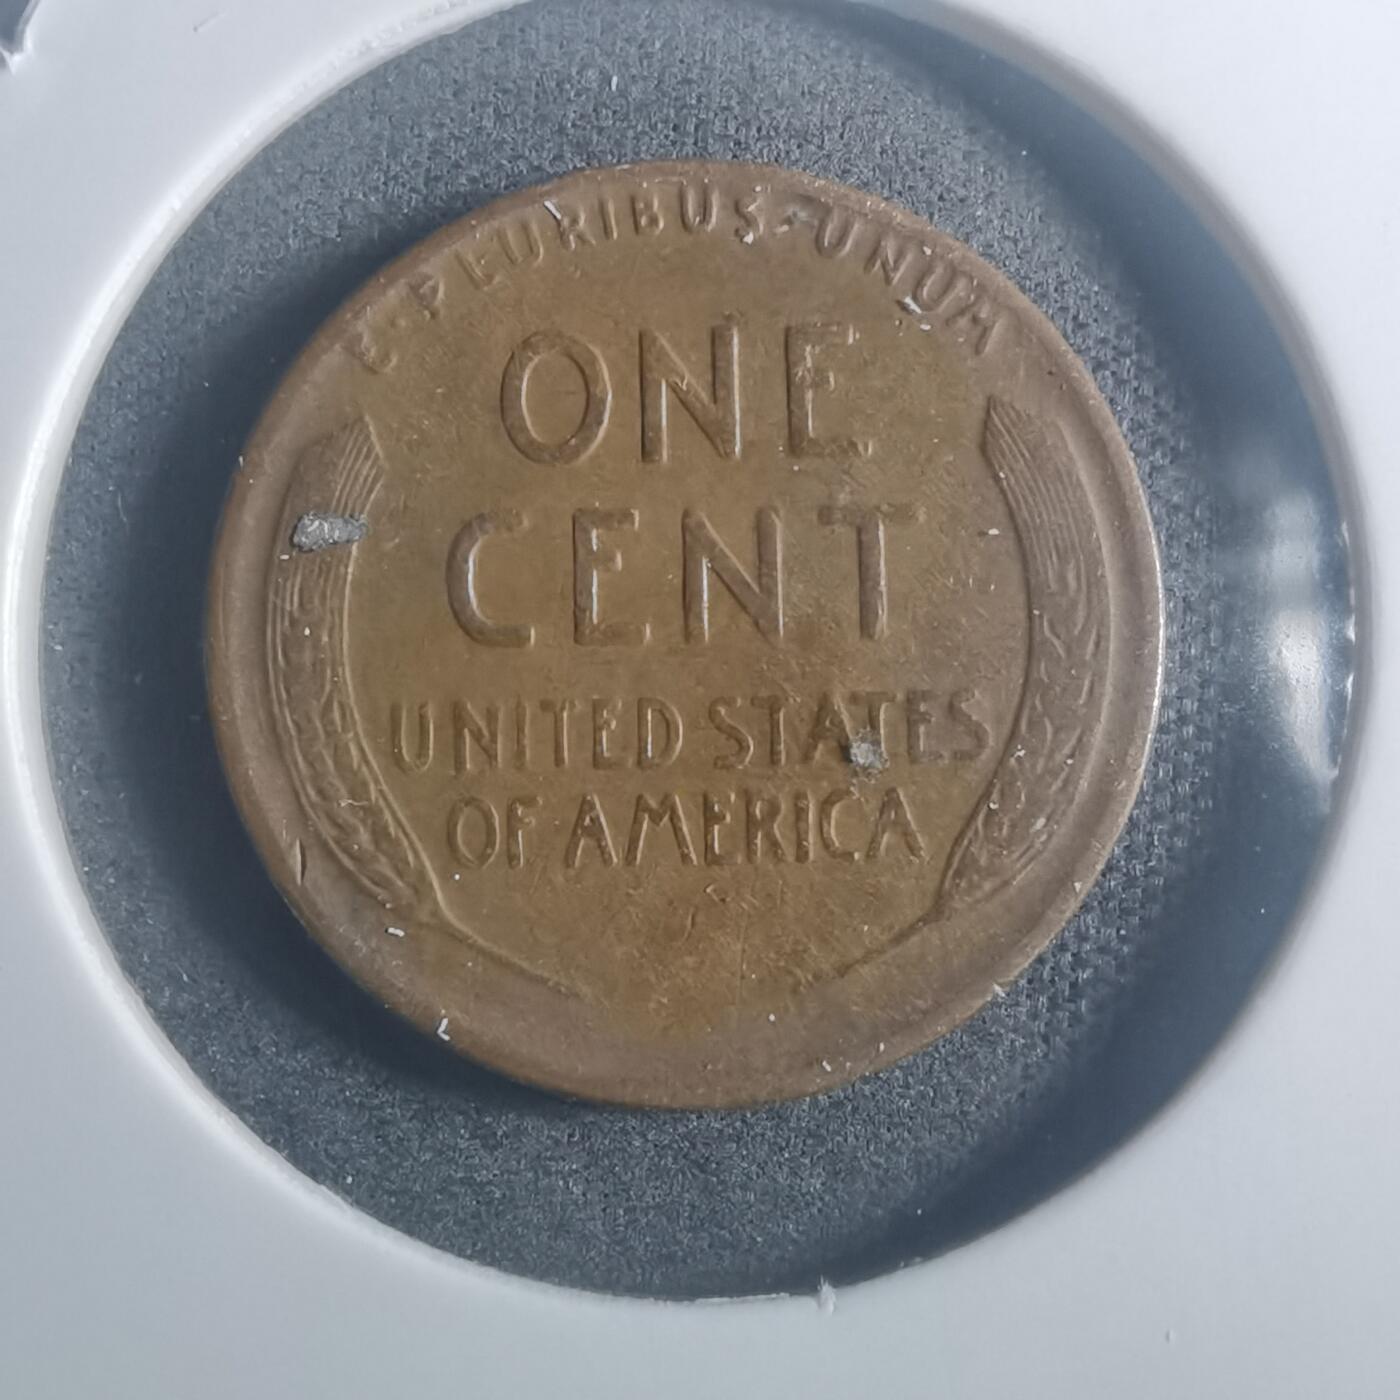 E·PLURIBUS·UNUM
ONE
CENT
UNITED STATES
OF AMERICA